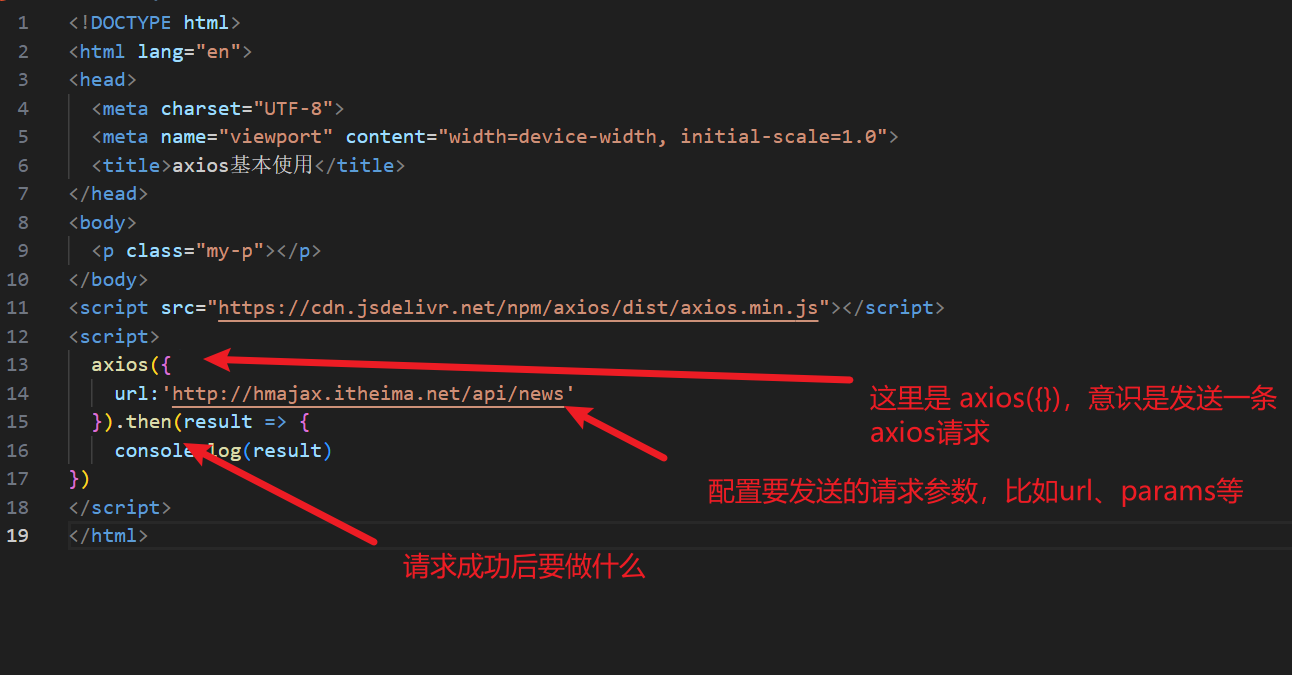 1 <!DOCTYPE html>
2 <html lang="en">
3 <head>
4 <meta charset="UTF-8">
5 <meta name="viewport" content="width=device-width, initial-scale=1.0">
6 <title>axios基本使用</title>
7 </head>
8 <body>
9 <p class="my-p"></p>
10 </body>
11 <script src="https://cdn.jsdelivr.net/npm/axios/dist/axios.min.js"></script>
12 <script>
13 axios({
14 url:'http://hmajax.itheima.net/api/news'
15 }).then(result => {
16 console.log(result)
17 })
18 </script>
19 </html>
这里是 axios({})，意识是发送一条
axios请求
配置要发送的请求参数，比如url、params等
请求成功后要做什么